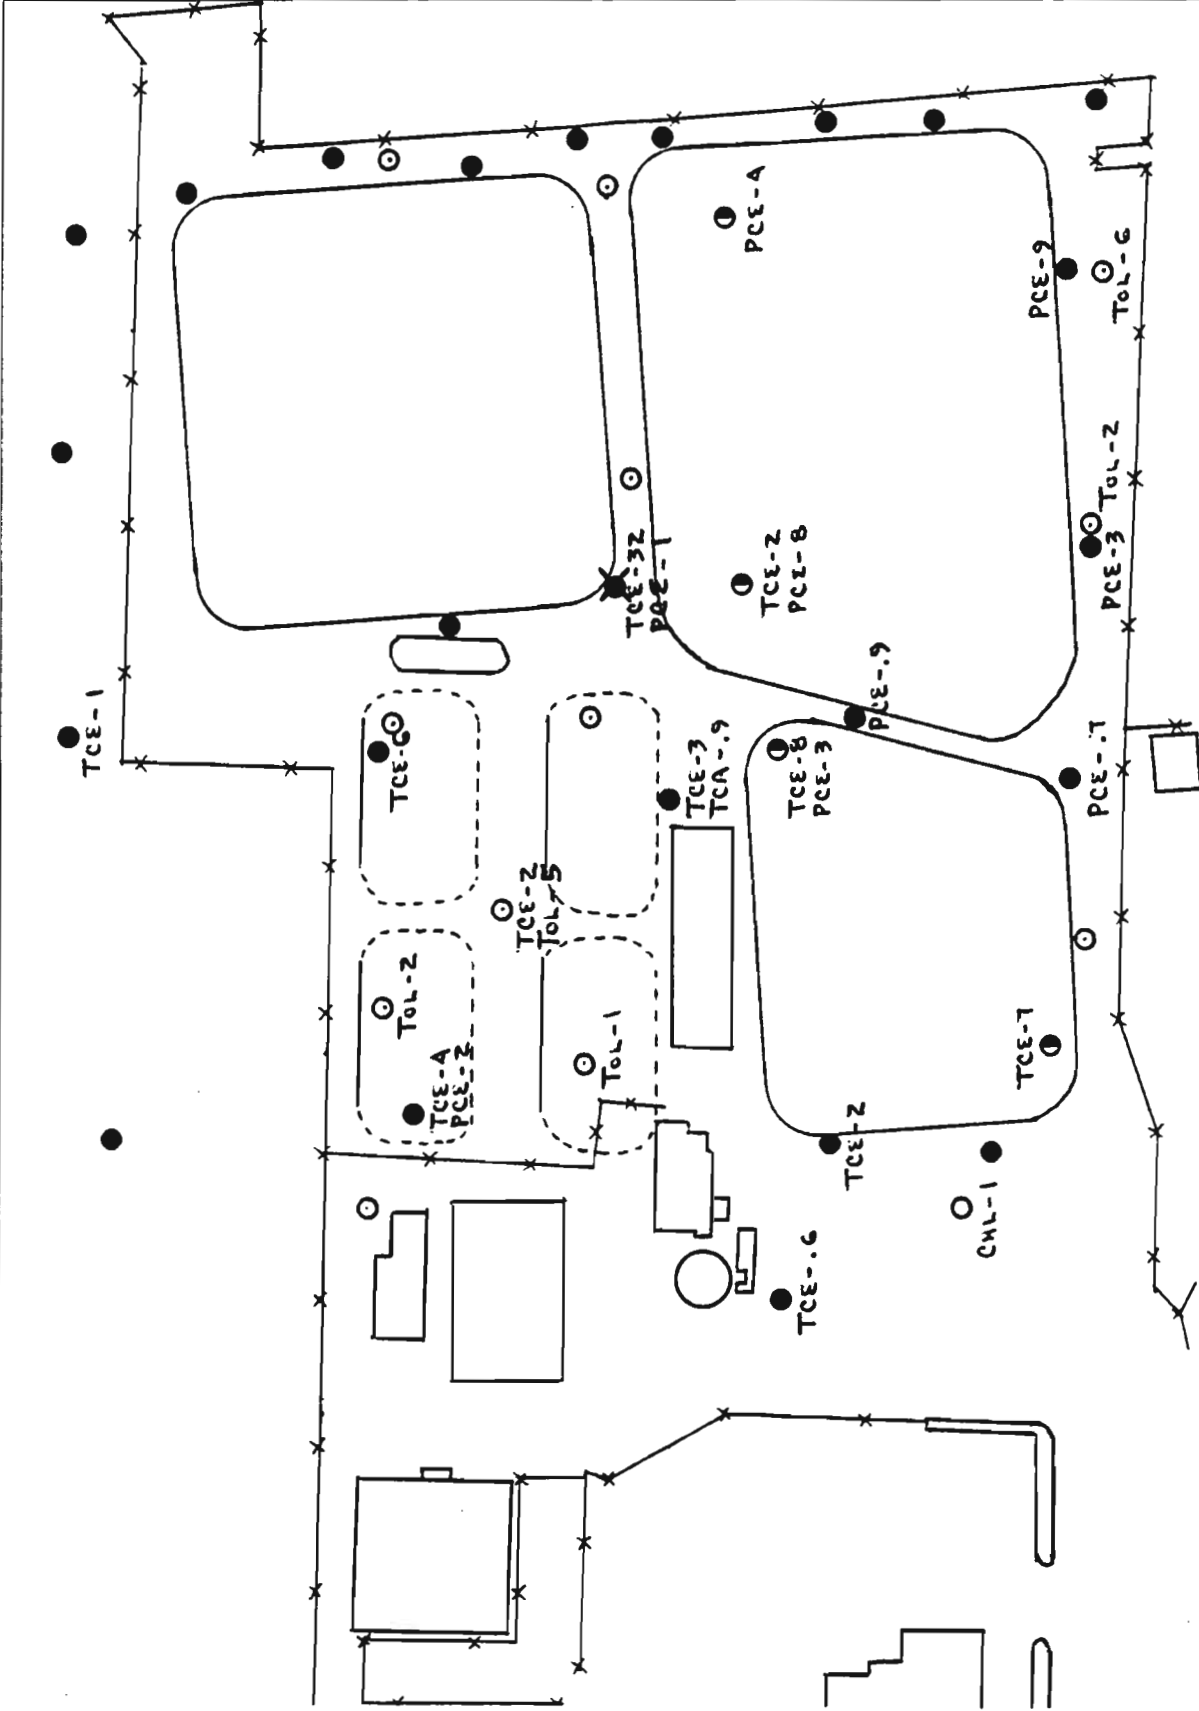 PCE-4
PCE-9
TOL-6
TOL-2
PCE-3
TCE-32
PCE-1
TCE-2
PCE-8
PCE-.9
TCE-1
TCE-6
TCE-3
TCA-.9
TCE-8
PCE-3
PCE-.7
TCE-2
TOL-5
TOL-2
TCE-4
PCE-2
TOL-1
TCE-7
TCE-2
CHL-1
TCE-.6